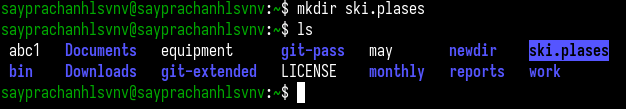 sayprachanhlsvnv@sayprachanhlsvnv:~$ mkdir ski.plases
sayprachanhlsvnv@sayprachanhlsvnv:~$ ls
abc1 Documents equipment git-pass may newdir ski.plases
bin Downloads git-extended LICENSE monthly reports work
sayprachanhlsvnv@sayprachanhlsvnv:~$